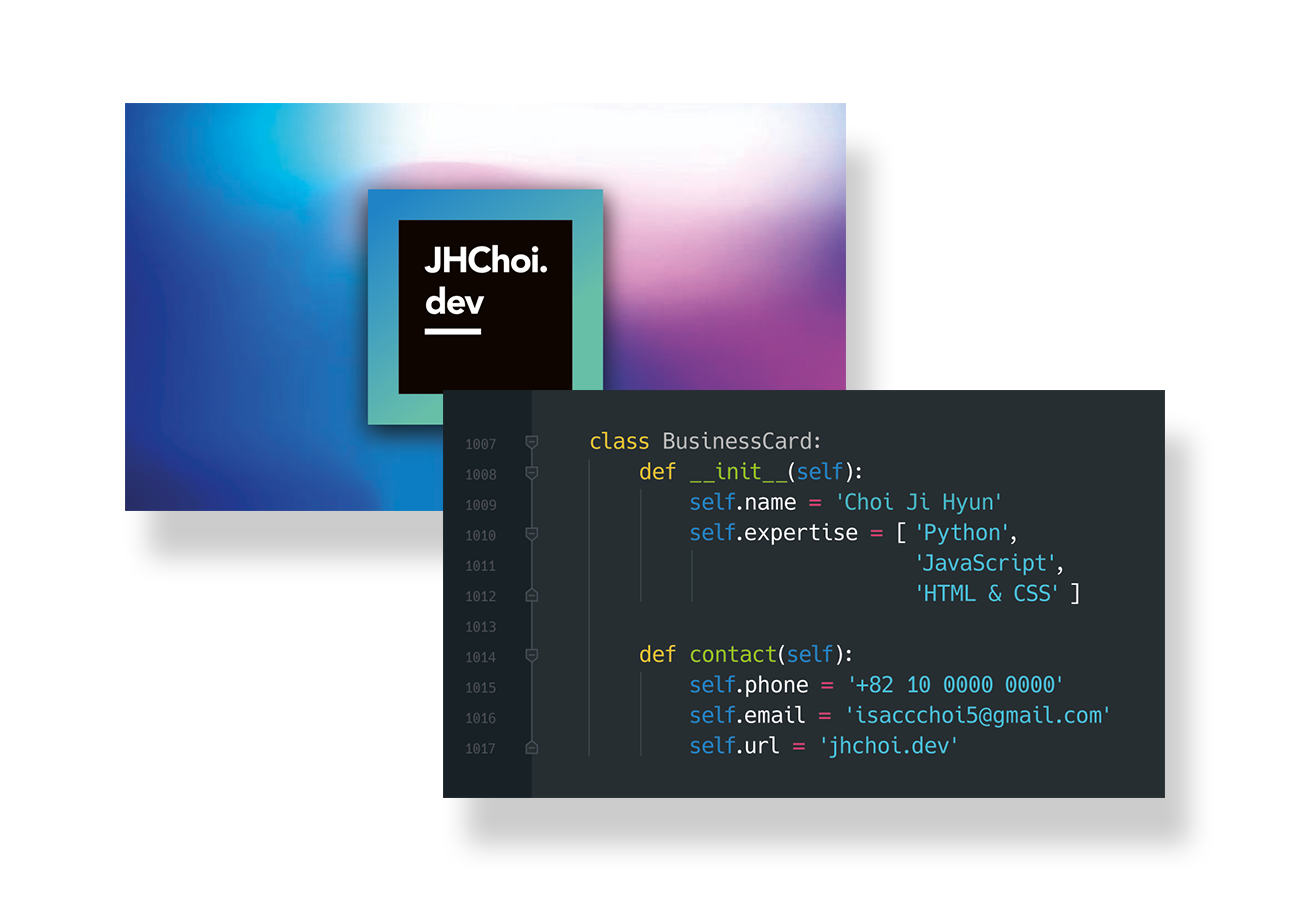 JHChoi.
dev
1007 class BusinessCard:
1008 def __init__(self):
1009 self.name = 'Choi Ji Hyun'
1010 self.expertise = [ 'Python',
1011 'JavaScript',
1012 'HTML & CSS' ]
1013
1014 def contact(self):
1015 self.phone = '+82 10 0000 0000'
1016 self.email = 'isaccchoi5@gmail.com'
1017 self.url = 'jhchoi.dev'